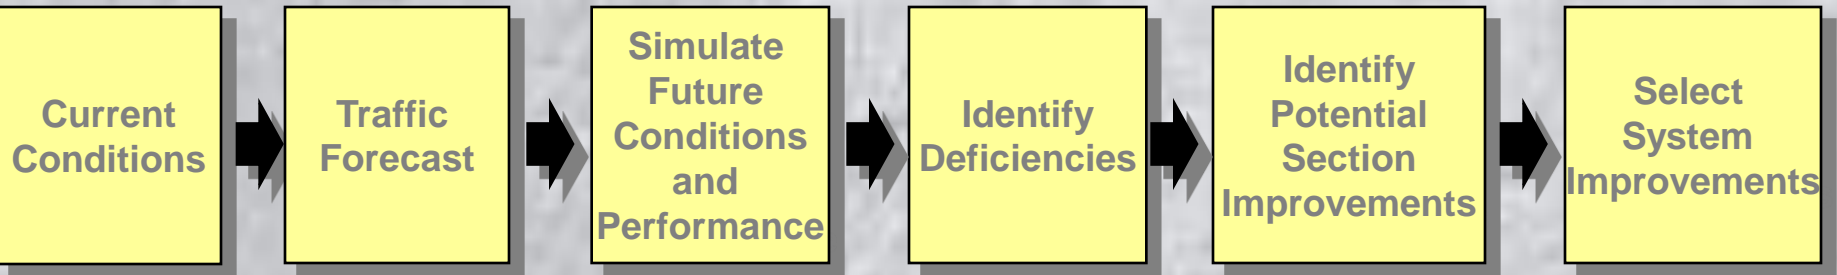 Current
Conditions
Traffic
Forecast
Simulate
Future
Conditions
and
Performance
Identify
Deficiencies
Identify
Potential
Section
Improvements
Select
System
Improvements